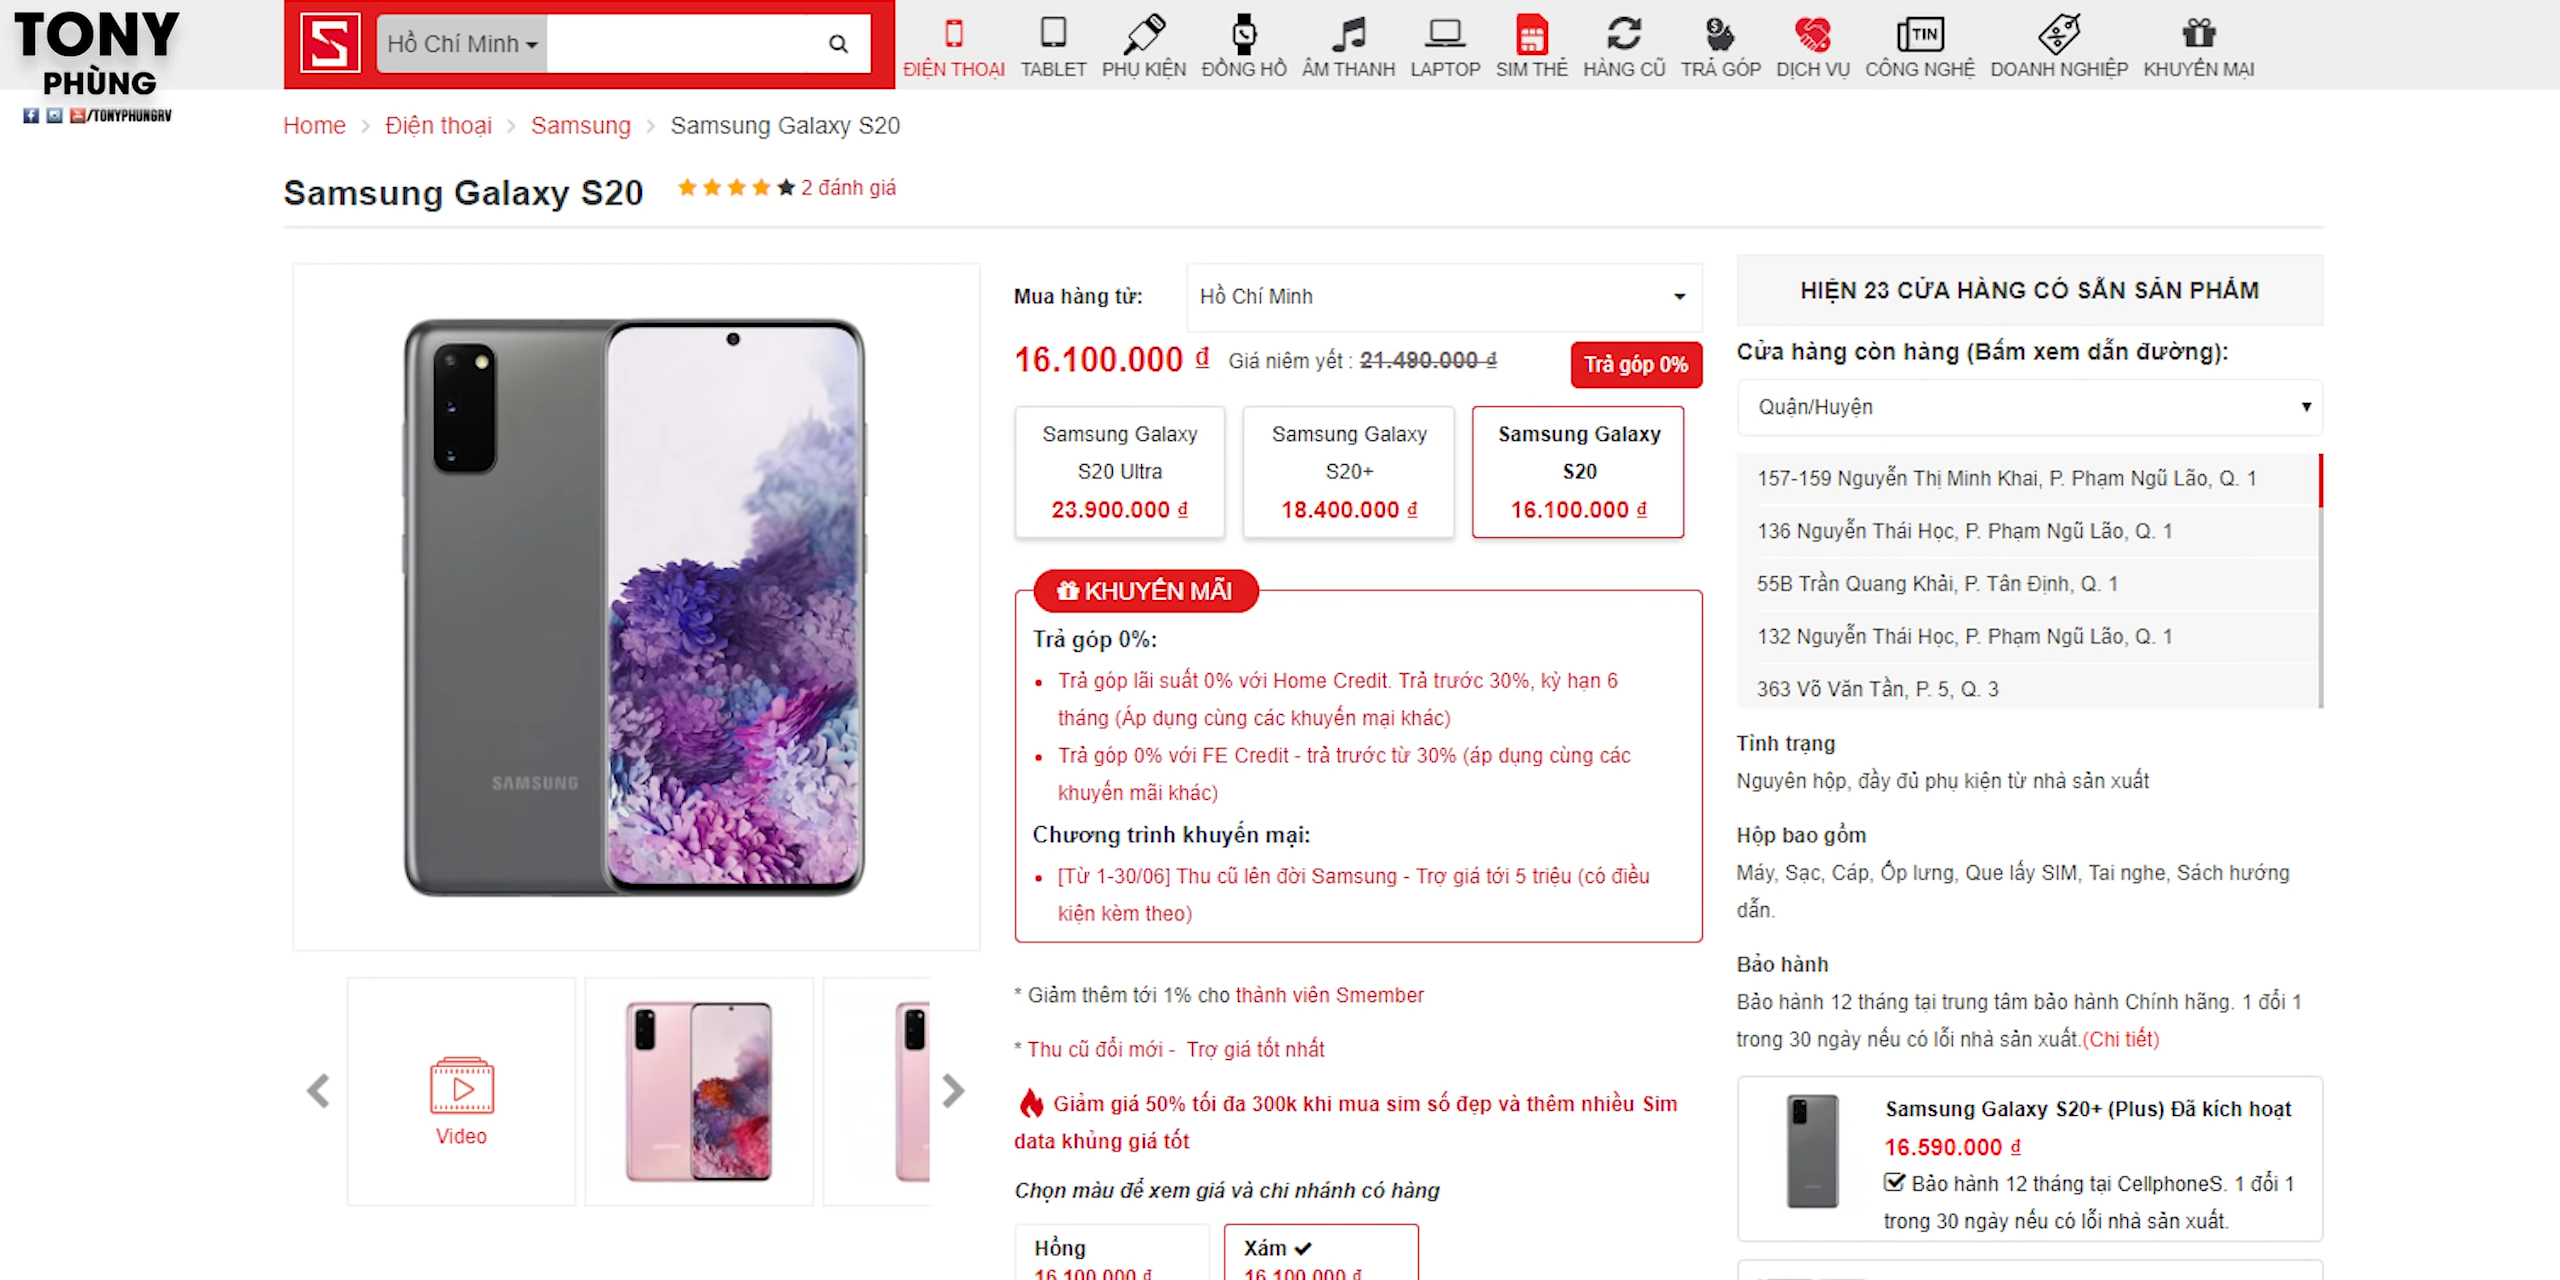 TONY
PHÙNG
/TONYPHUNGRV
S
Hồ Chí Minh
ĐIỆN THOẠI
TABLET
PHỤ KIỆN
ĐỒNG HỒ
ÂM THANH
LAPTOP
SIM THẺ
HÀNG CŨ
TRẢ GÓP
DỊCH VỤ
TIN
CÔNG NGHỆ
DOANH NGHIỆP
KHUYẾN MẠI
Home > Điện thoại > Samsung > Samsung Galaxy S20
Samsung Galaxy S20
2 đánh giá
SAMSUNG
Video
Mua hàng từ:
Hồ Chí Minh
16.100.000 ₫ Giá niêm yết : 21.490.000 ₫
Trả góp 0%
Samsung Galaxy
S20 Ultra
23.900.000 ₫
Samsung Galaxy
S20+
18.400.000 ₫
Samsung Galaxy
S20
16.100.000 ₫
KHUYẾN MÃI
Trả góp 0%:
• Trả góp lãi suất 0% với Home Credit. Trả trước 30%, kỳ hạn 6
tháng (Áp dụng cùng các khuyến mại khác)
• Trả góp 0% với FE Credit - trả trước từ 30% (áp dụng cùng các
khuyến mãi khác)
Chương trình khuyến mại:
• [Từ 1-30/06] Thu cũ lên đời Samsung - Trợ giá tới 5 triệu (có điều
kiện kèm theo)
* Giảm thêm tới 1% cho thành viên Smember
* Thu cũ đổi mới - Trợ giá tốt nhất
Giảm giá 50% tối đa 300k khi mua sim số đẹp và thêm nhiều Sim
data khủng giá tốt
Chọn màu để xem giá và chi nhánh có hàng
Hồng
16.100.000 ₫
Xám
16.100.000 ₫
HIỆN 23 CỬA HÀNG CÓ SẴN SẢN PHẨM
Cửa hàng còn hàng (Bấm xem dẫn đường):
Quận/Huyện
157-159 Nguyễn Thị Minh Khai, P. Phạm Ngũ Lão, Q. 1
136 Nguyễn Thái Học, P. Phạm Ngũ Lão, Q. 1
55B Trần Quang Khải, P. Tân Định, Q. 1
132 Nguyễn Thái Học, P. Phạm Ngũ Lão, Q. 1
363 Võ Văn Tần, P. 5, Q. 3
Tình trạng
Nguyên hộp, đầy đủ phụ kiện từ nhà sản xuất
Hộp bao gồm
Máy, Sạc, Cáp, Ốp lưng, Que lấy SIM, Tai nghe, Sách hướng
dẫn.
Bảo hành
Bảo hành 12 tháng tại trung tâm bảo hành Chính hãng. 1 đổi 1
trong 30 ngày nếu có lỗi nhà sản xuất.(Chi tiết)
Samsung Galaxy S20+ (Plus) Đã kích hoạt
16.590.000 ₫
Bảo hành 12 tháng tại CellphoneS. 1 đổi 1
trong 30 ngày nếu có lỗi nhà sản xuất.